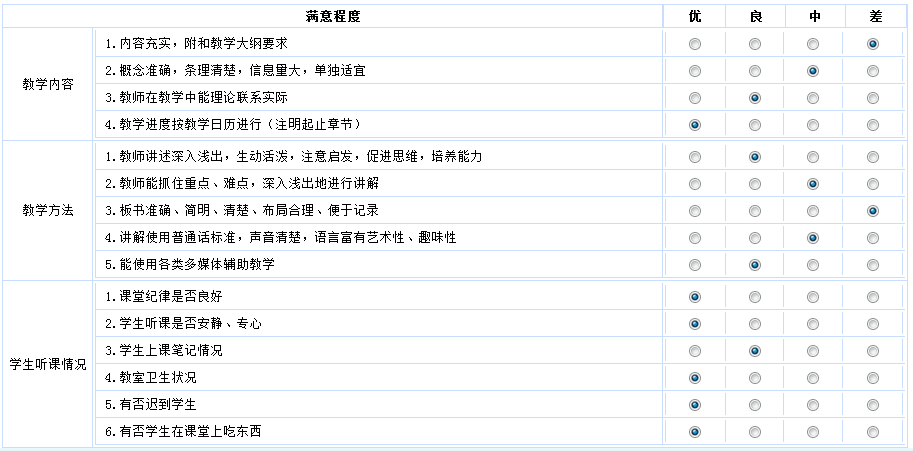 满意程度 优 良 中 差
教学内容
1.内容充实，附和教学大纲要求
2.概念准确，条理清楚，信息量大，单独适宜
3.教师在教学中能理论联系实际
4.教学进度按教学日历进行（注明起止章节）
教学方法
1.教师讲述深入浅出，生动活泼，注意启发，促进思维，培养能力
2.教师能抓住重点、难点，深入浅出地进行讲解
3.板书准确、简明、清楚、布局合理、便于记录
4.讲解使用普通话标准，声音清楚，语言富有艺术性、趣味性
5.能使用各类多媒体辅助教学
学生听课情况
1.课堂纪律是否良好
2.学生听课是否安静、专心
3.学生上课笔记情况
4.教室卫生状况
5.有否迟到学生
6.有否学生在课堂上吃东西